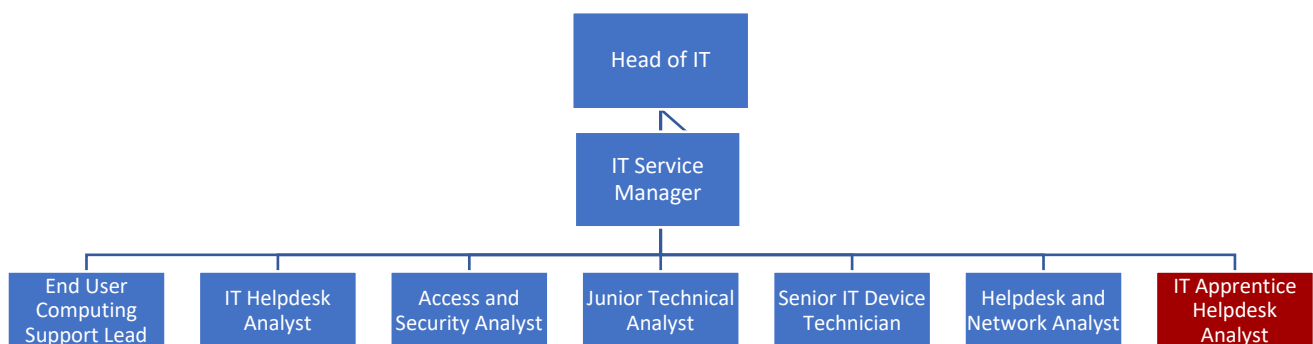 Head of IT
IT Service
Manager
End User
Computing
Support Lead
IT Helpdesk
Analyst
Access and
Security Analyst
Junior Technical
Analyst
Senior IT Device
Technician
Helpdesk and
Network Analyst
IT Apprentice
Helpdesk
Analyst